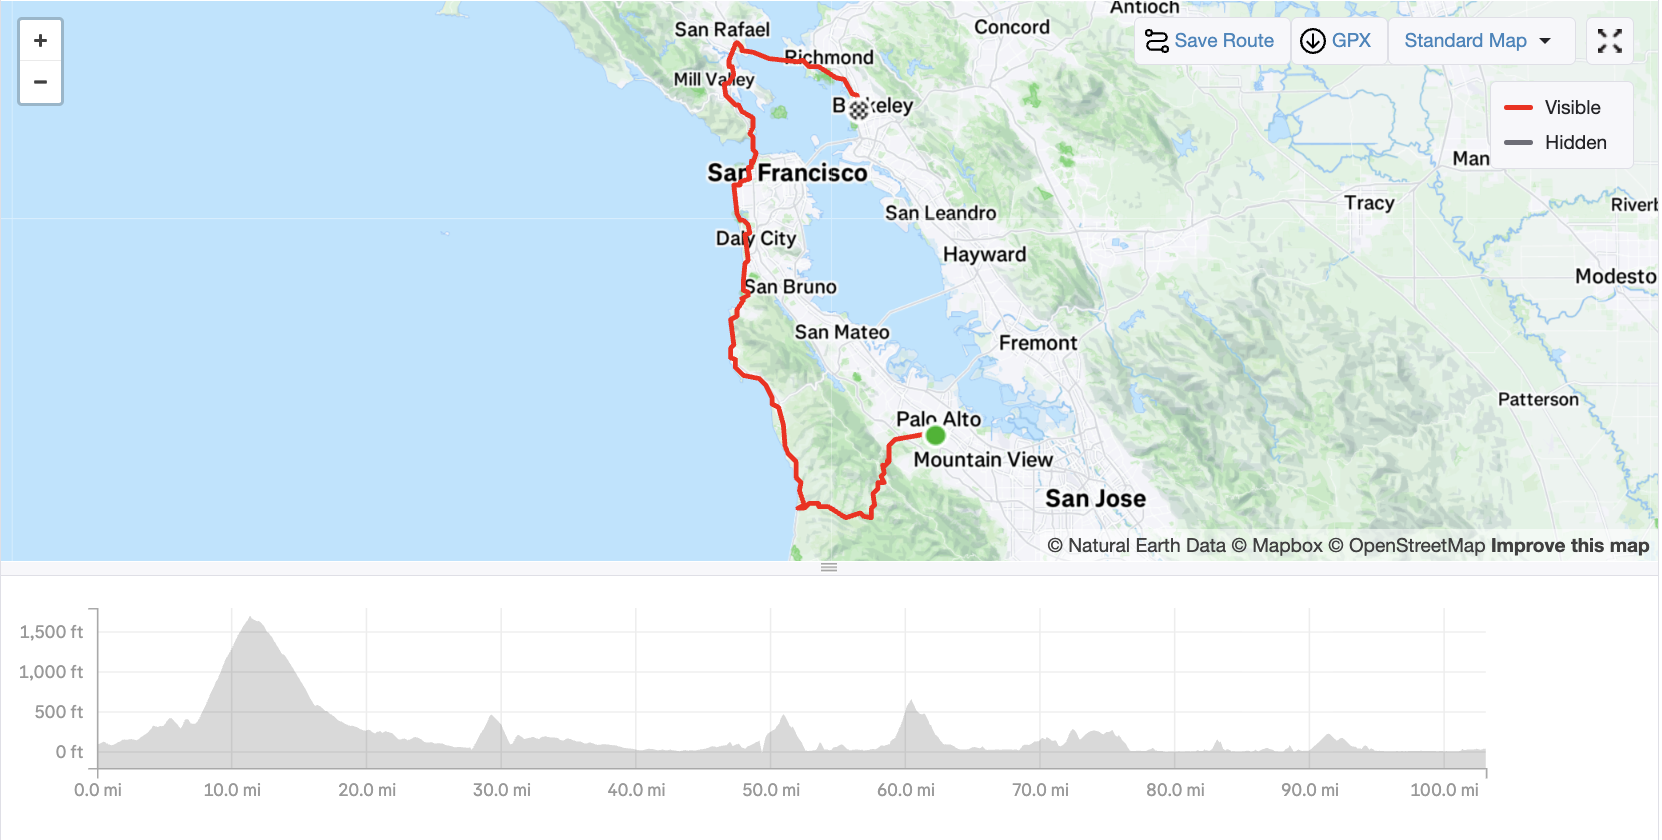 Antioch
San Rafael
Concord
Save Route
GPX
Standard Map
+
Richmond
Mill Valley
−
B keley
Visible
Hidden
San Francisco
Man
Tracy
San Leandro
Riverb
Daly City
Hayward
San Bruno
Modesto
San Mateo
Fremont
Patterson
Palo Alto
Mountain View
San Jose
© Natural Earth Data © Mapbox © OpenStreetMap Improve this map
1,500 ft
1,000 ft
500 ft
0 ft
0.0 mi 10.0 mi 20.0 mi 30.0 mi 40.0 mi 50.0 mi 60.0 mi 70.0 mi 80.0 mi 90.0 mi 100.0 mi